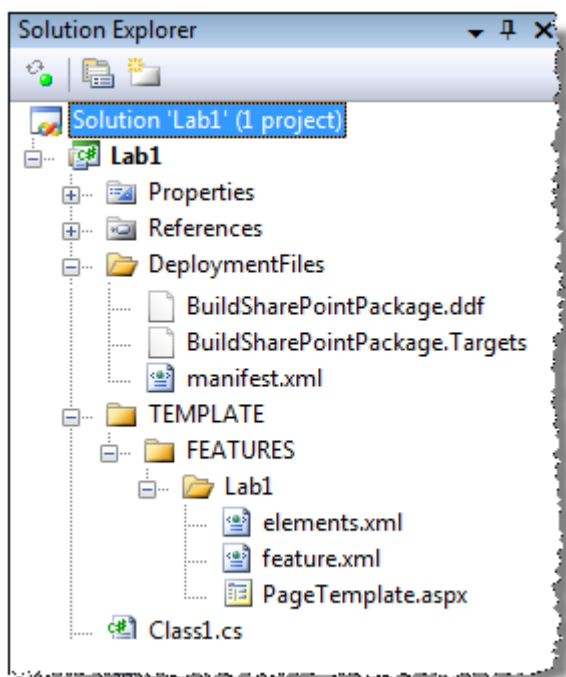 Solution Explorer
Solution 'Lab1' (1 project)
Lab1
Properties
References
DeploymentFiles
BuildSharePointPackage.ddf
BuildSharePointPackage.Targets
manifest.xml
TEMPLATE
FEATURES
Lab1
elements.xml
feature.xml
PageTemplate.aspx
Class1.cs